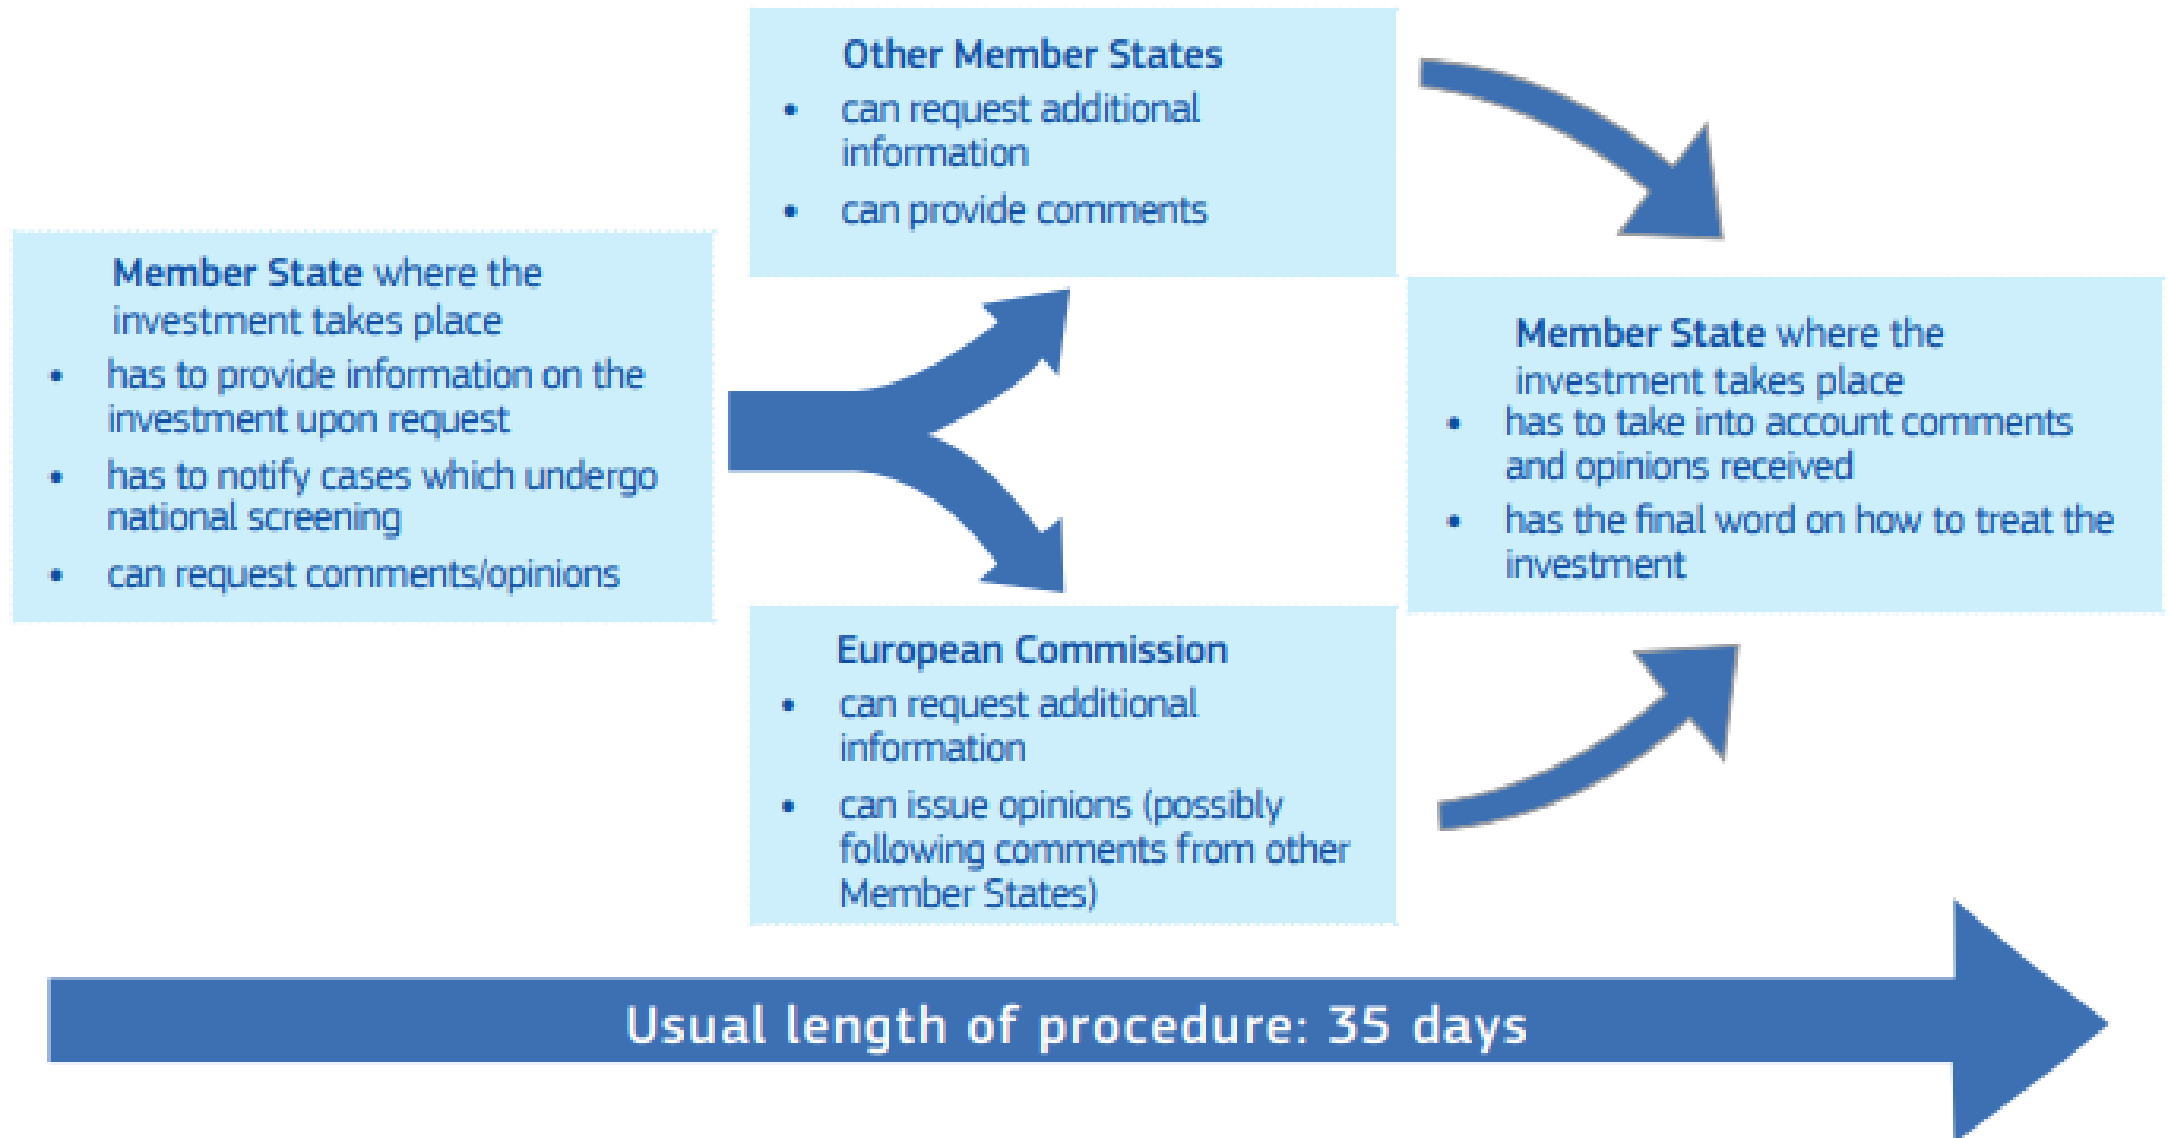 Member State where the
investment takes place
• has to provide information on the
investment upon request
• has to notify cases which undergo
national screening
• can request comments/opinions
Other Member States
• can request additional
information
• can provide comments
European Commission
• can request additional
information
• can issue opinions (possibly
following comments from other
Member States)
Member State where the
investment takes place
• has to take into account comments
and opinions received
• has the final word on how to treat the
investment
Usual length of procedure: 35 days